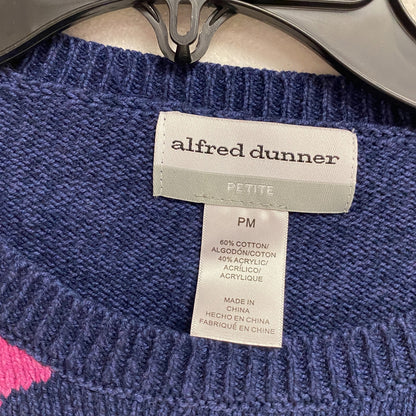 alfred dunner
PETITE
PM
60% COTTON/
ALGODÓN/COTON
40% ACRYLIC/
ACRÍLICO/
ACRYLIQUE
MADE IN
CHINA
HECHO EN CHINA
FABRIQUÉ EN CHINE